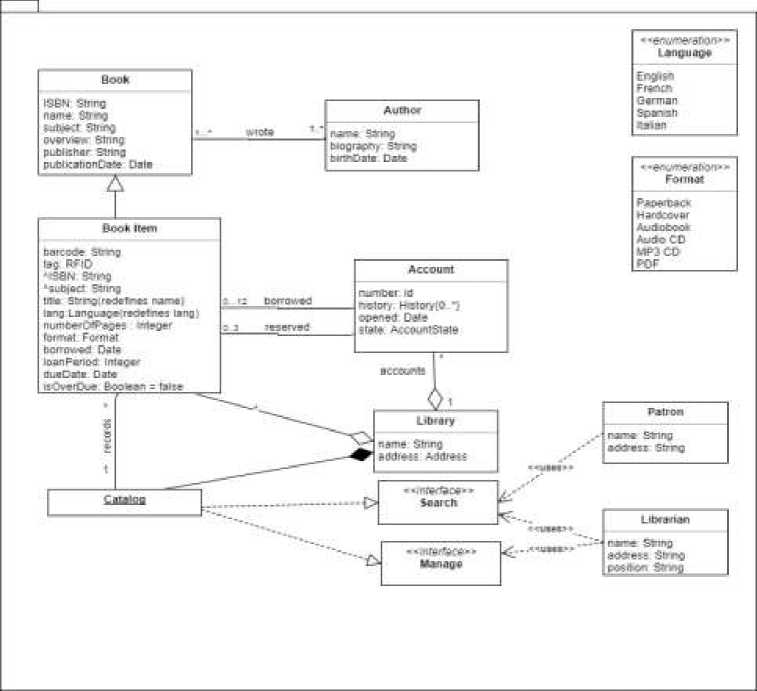 Book
ISBN: String
name: String
subject: String
overview: String
publisher: String
publicationDate: Date
1..*
wrote
1..*
Author
name: String
biography: String
birthDate: Date
<<enumeration>>
Language
English
French
German
Spanish
Italian
<<enumeration>>
Format
Paperback
Hardcover
Audiobook
Audio CD
MP3 CD
PDF
Book Item
barcode: String
tag: RFID
^ISBN: String
^subject: String
title: String(redefines name)
lang:Language(redefines lang)
numberOfPages : Integer
format: Format
borrowed: Date
loanPeriod: Integer
dueDate: Date
isOverDue: Boolean = false
0...12
borrowed
0..3
reserved
Account
number: id
history: History{0..*}
opened: Date
state: AccountState
*
accounts
1
*
records
1
*
Library
name: String
address: Address
Catalog
<<interface>>
Search
<<interface>>
Manage
Patron
name: String
address: String
<<uses>>
<<uses>>
<<uses>>
Librarian
name: String
address: String
position: String